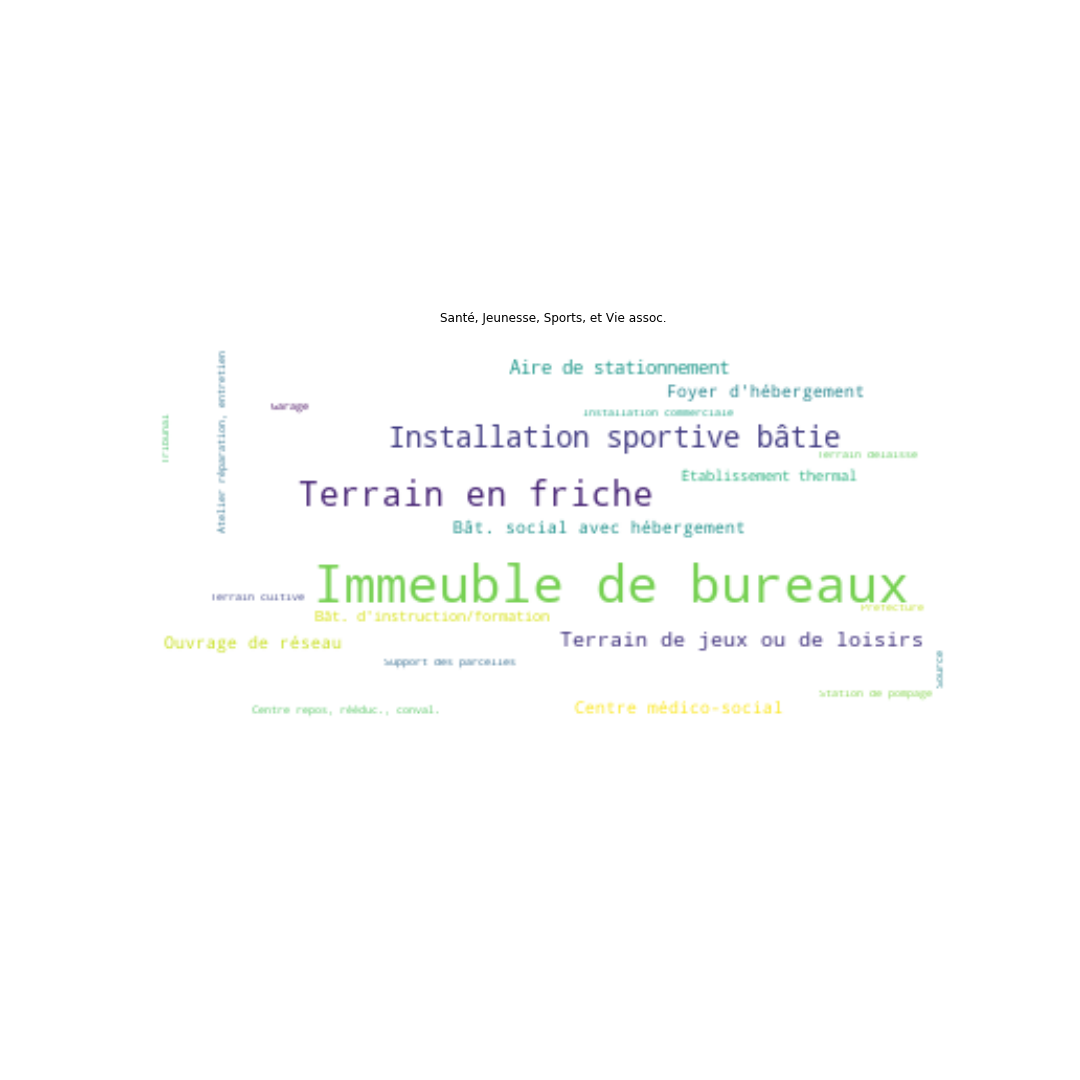 Santé, Jeunesse, Sports, et Vie assoc.
Aire de stationnement
Foyer d'hébergement
Garage
Installation commerciale
Tribunal
Atelier réparation, entretien
Installation sportive bâtie
Terrain délaissé
Etablissement thermal
Terrain en friche
Bât. social avec hébergement
Immeuble de bureaux
Terrain cultivé
Préfecture
Bât. d'instruction/formation
Ouvrage de réseau
Terrain de jeux ou de loisirs
Support des parcelles
Source
Station de pompage
Centre repos, rééduc., conval.
Centre médico-social